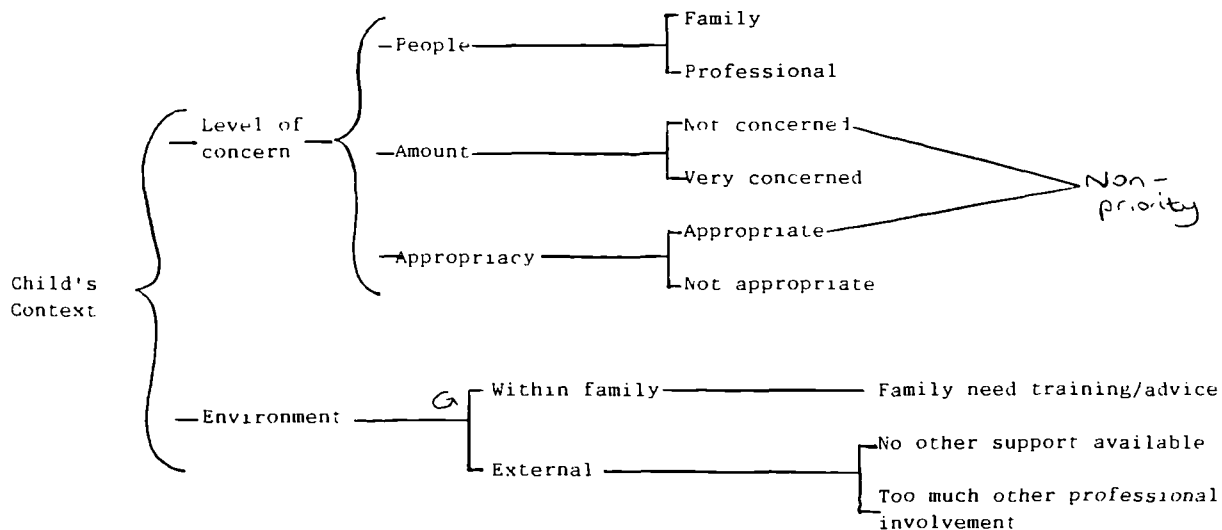 Family
People
Professional
Level of
concern
Not concerned
Amount
Very concerned
Non-
priority
Appropriate
Appropriacy
Not appropriate
Child's
Context
G
Within family
Family need training/advice
Environment
No other support available
External
Too much other professional
involvement